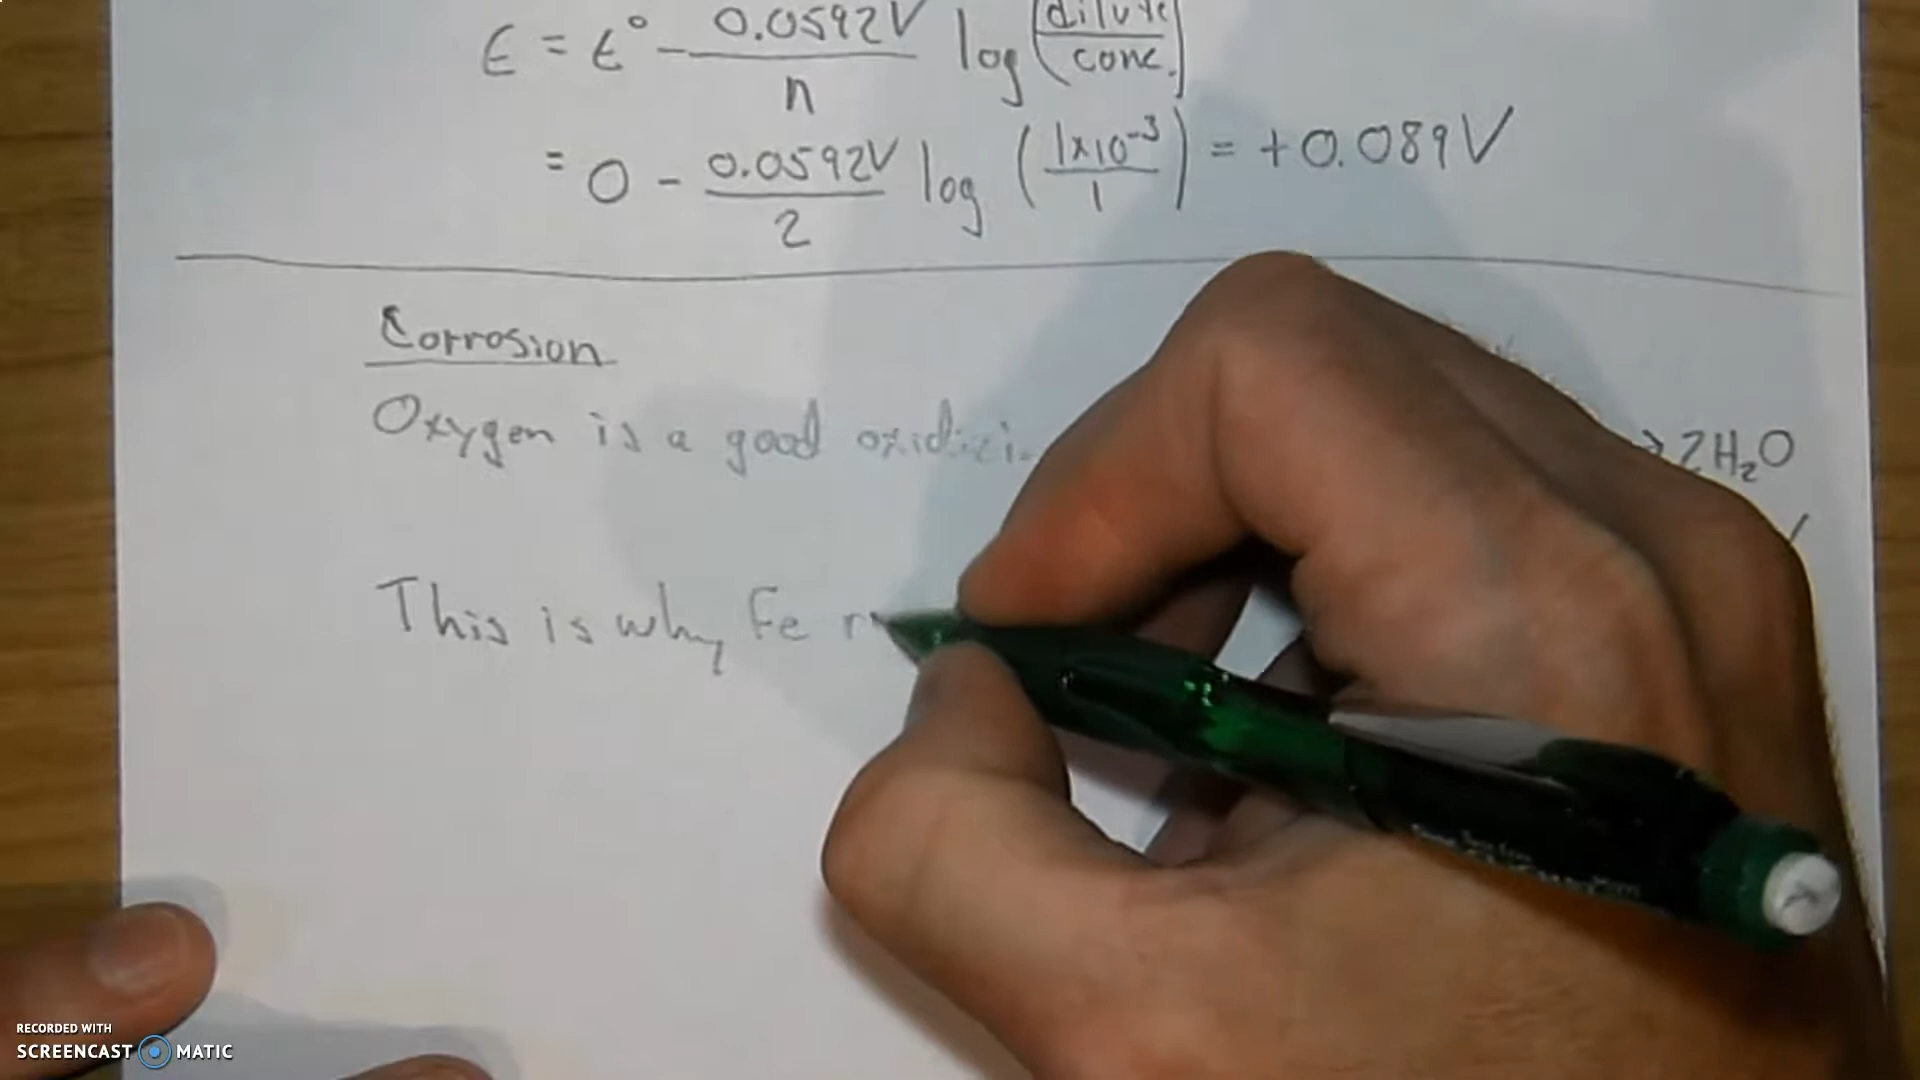 ε = ε° - 0.0592V / n log (dilute / conc.)
= 0 - 0.0592V / 2 log (1×10⁻³ / 1) = +0.089V
Corrosion
Oxygen is a good → 2H₂O
This is why Fe
RECORDED WITH
SCREENCAST MATIC